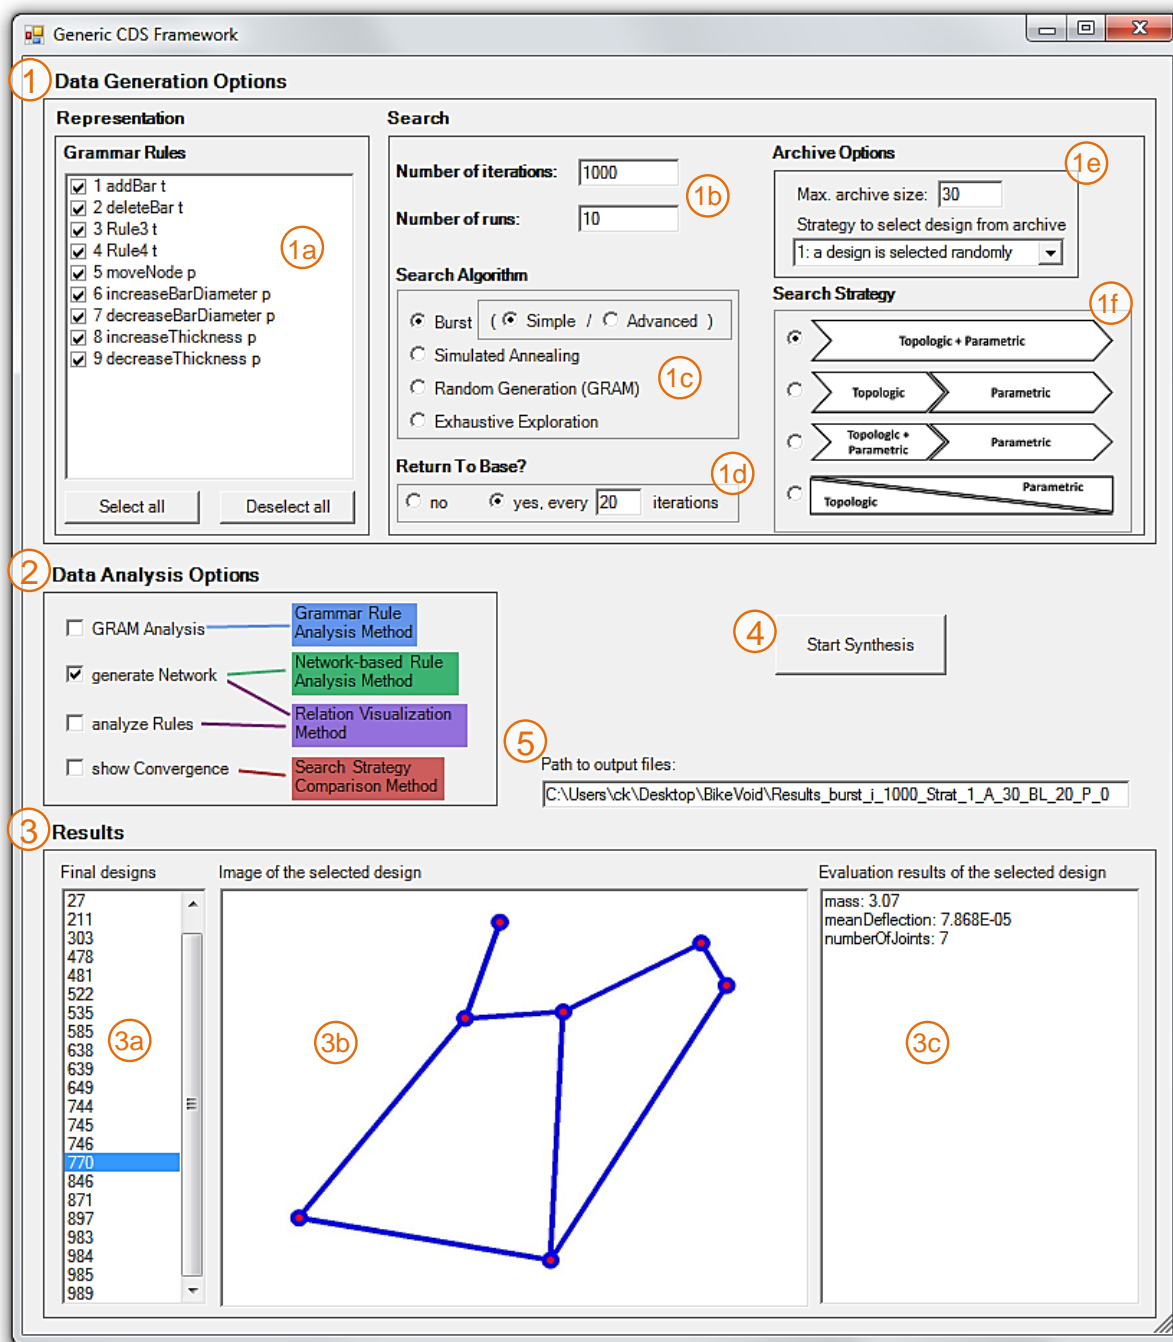 Generic CDS Framework
1 Data Generation Options
Representation
Grammar Rules
1 addBar t
2 deleteBar t
3 Rule3 t
4 Rule4 t
5 moveNode p
6 increaseBarDiameter p
7 decreaseBarDiameter p
8 increaseThickness p
9 decreaseThickness p
1a
Select all
Deselect all
Search
Number of iterations: 1000
Number of runs: 10
1b
Search Algorithm
Burst ( Simple / Advanced )
Simulated Annealing
Random Generation (GRAM)
Exhaustive Exploration
1c
Return To Base?
1d
no yes, every 20 iterations
Archive Options
1e
Max. archive size: 30
Strategy to select design from archive
1: a design is selected randomly
Search Strategy
1f
Topologic + Parametric
Topologic Parametric
Topologic +
Parametric
Parametric
Parametric
Topologic
2 Data Analysis Options
GRAM Analysis
Grammar Rule
Analysis Method
generate Network
Network-based Rule
Analysis Method
analyze Rules
Relation Visualization
Method
show Convergence
Search Strategy
Comparison Method
4
Start Synthesis
5
Path to output files:
C:\Users\ck\Desktop\BikeVoid\Results_burst_i_1000_Strat_1_A_30_BL_20_P_0
3 Results
Final designs
27
211
303
478
481
522
535
585
638
639
649
744
745
746
770
846
871
897
983
984
985
989
3a
Image of the selected design
3b
Evaluation results of the selected design
mass: 3.07
meanDeflection: 7.868E-05
numberOfJoints: 7
3c